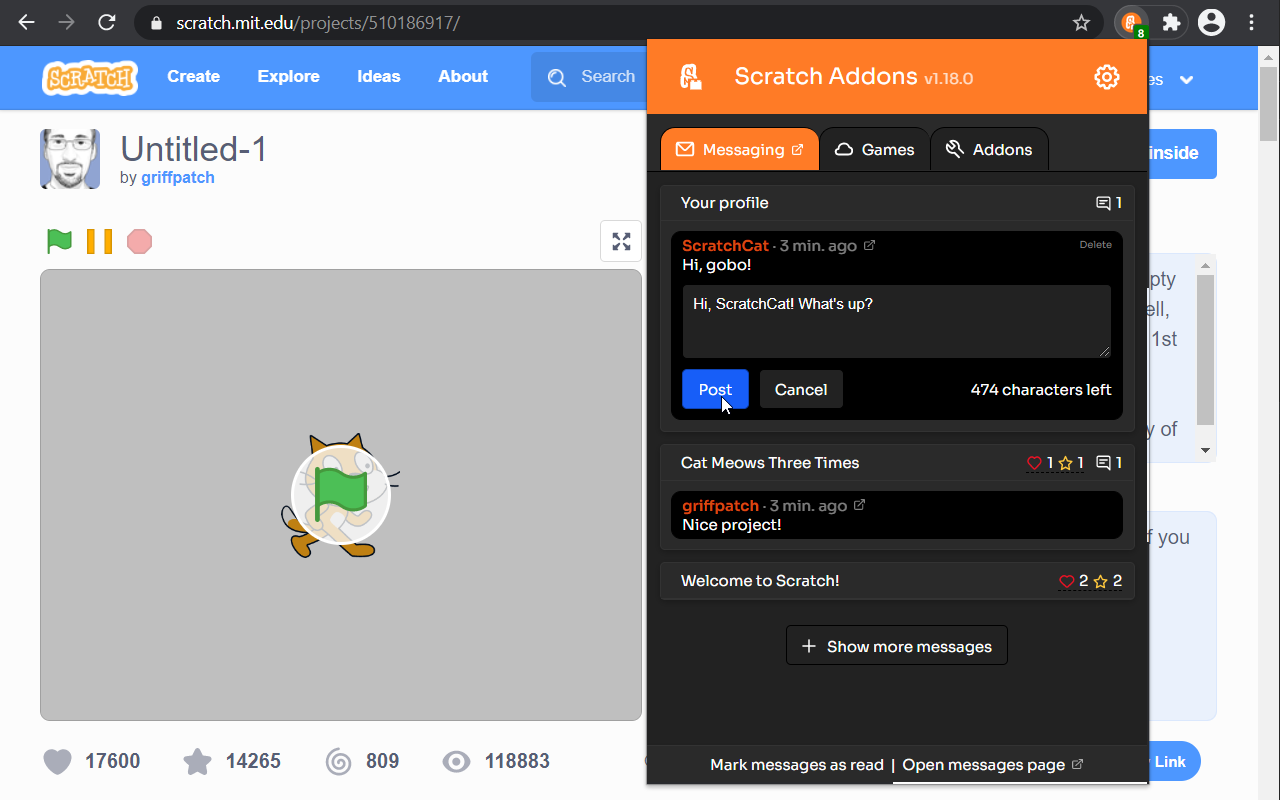 scratch.mit.edu/projects/510186917/
8
SCRATCH
Create
Explore
Ideas
About
Search
Scratch Addons v1.18.0
es
Untitled-1
by griffpatch
inside
Messaging
Games
Addons
Your profile
1
ScratchCat · 3 min. ago
Delete
Hi, gobo!
Hi, ScratchCat! What's up?
Post
Cancel
474 characters left
pty
ell,
1st
y of
Cat Meows Three Times
1 1 1
griffpatch · 3 min. ago
Nice project!
f you
Welcome to Scratch!
2 2
+ Show more messages
17600
14265
809
118883
Mark messages as read | Open messages page
Link